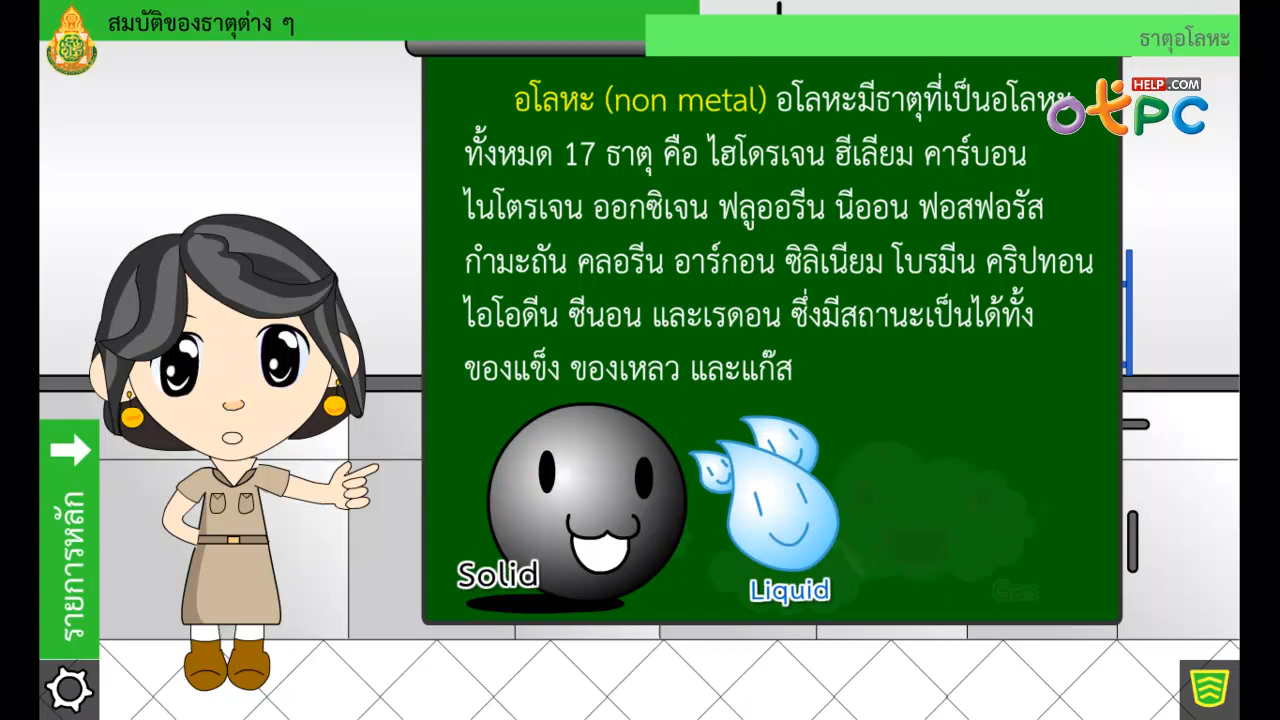 สมบัติของธาตุต่าง ๆ
ธาตุอโลหะ
HELP.COM
OTPC
อโลหะ (non metal) อโลหะมีธาตุที่เป็นอโลหะ
ทั้งหมด 17 ธาตุ คือ ไฮโดรเจน ฮีเลียม คาร์บอน
ไนโตรเจน ออกซิเจน ฟลูออรีน นีออน ฟอสฟอรัส
กำมะถัน คลอรีน อาร์กอน ซิลิเนียม โบรมีน คริปทอน
ไอโอดีน ซีนอน และเรดอน ซึ่งมีสถานะเป็นได้ทั้ง
ของแข็ง ของเหลว และแก๊ส
Solid
Liquid
Gas
รายการหลัก